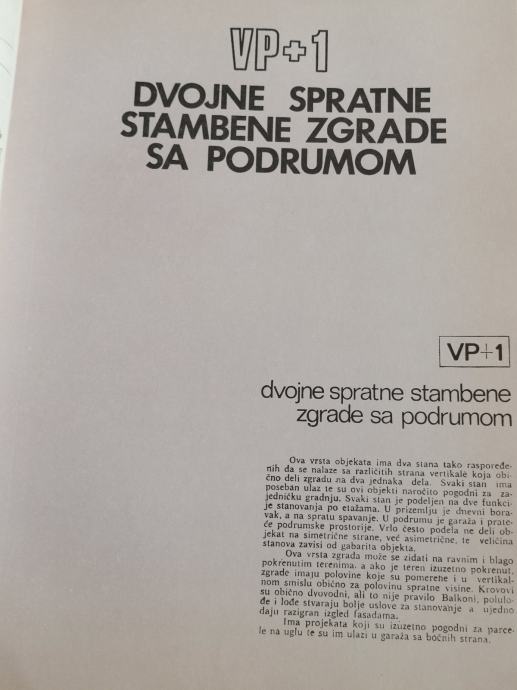 VP+1
DVOJNE SPRATNE
STAMBENE ZGRADE
SA PODRUMOM
VP+1
dvojne spratne stambene
zgrade sa podrumom
Ova vrsta objekata ima dva stana tako raspoređe-
nih da se nalaze sa različitih strana vertikale koja obi-
čno deli zgradu na dva jednaka dela. Svaki stan ima
poseban ulaz te su ovi objekti naročito pogodni za za-
jedničku gradnju. Svaki stan je podeljen na dve funkci-
je stanovanja po etažama. U prizemlju je dnevni bora-
vak, a na spratu spavanje. U podrumu je garaža i prate-
će podrumske prostorije. Vrlo često podela ne deli ob-
jekat na simetrične strane, već asimetrične, te veličina
stanova zavisi od gabarita objekta.
Ova vrsta zgrada može se zidati na ravnim i blago
pokrenutim terenima, a ako je teren izuzetno pokrenut,
zgrade imaju polovine koje su pomerene i u vertikal-
nom smislu obično za polovinu spratne visine. Krovovi
su obično dvovodni, ali to nije pravilo Balkoni, polulo-
đe i lođe stvaraju bolje uslove za stanovanje a ujedno
daju razigran izgled fasadama.
Ima projekata koji su izuzetno pogodni za parce-
le na uglu te su im ulazi u garaža sa bočnih strana.